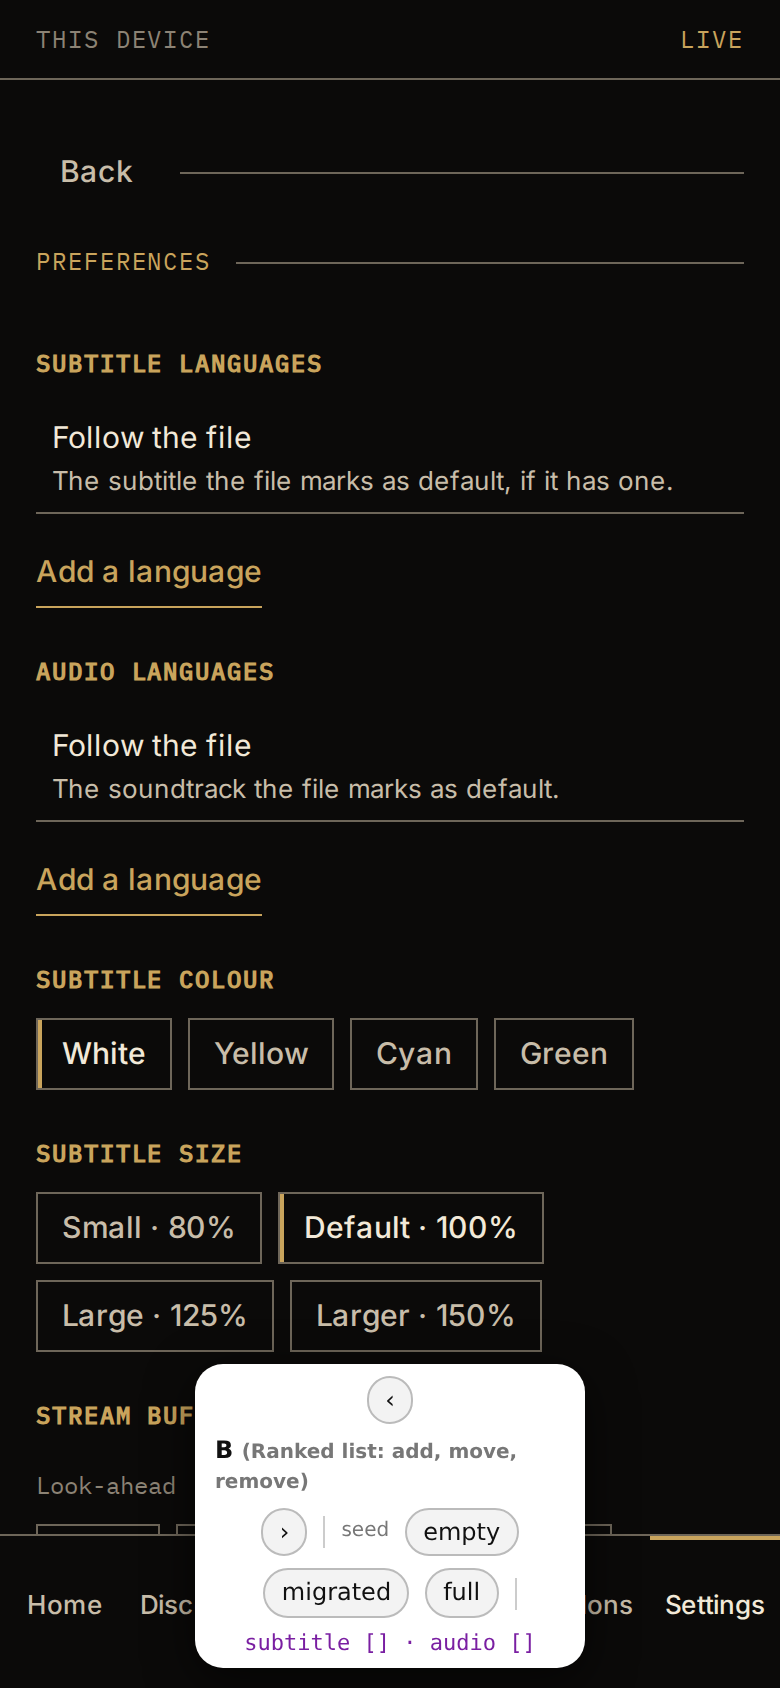 THIS DEVICE LIVE
Back
PREFERENCES
SUBTITLE LANGUAGES
Follow the file
The subtitle the file marks as default, if it has one.
Add a language
AUDIO LANGUAGES
Follow the file
The soundtrack the file marks as default.
Add a language
SUBTITLE COLOUR
White Yellow Cyan Green
SUBTITLE SIZE
Small · 80% Default · 100%
Large · 125% Larger · 150%
STREAM BUF
Look-ahead
‹
B (Ranked list: add, move,
remove)
› seed empty
migrated full
subtitle [] · audio []
Home Disc ons Settings